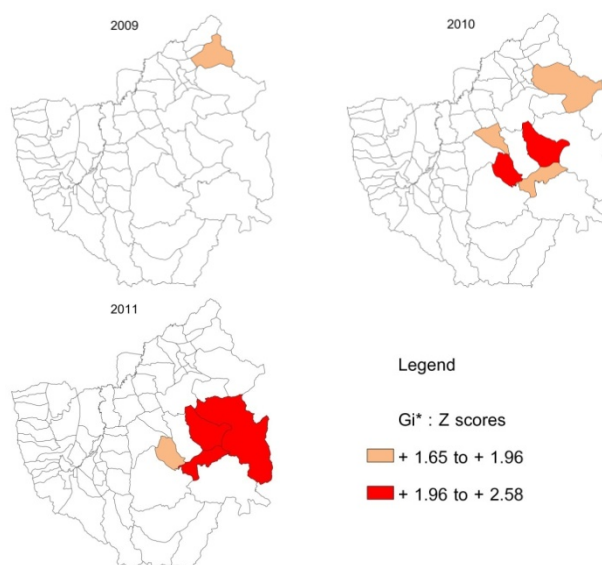 2009
2010
2011
Legend
Gi* : Z scores
+ 1.65 to + 1.96
+ 1.96 to + 2.58